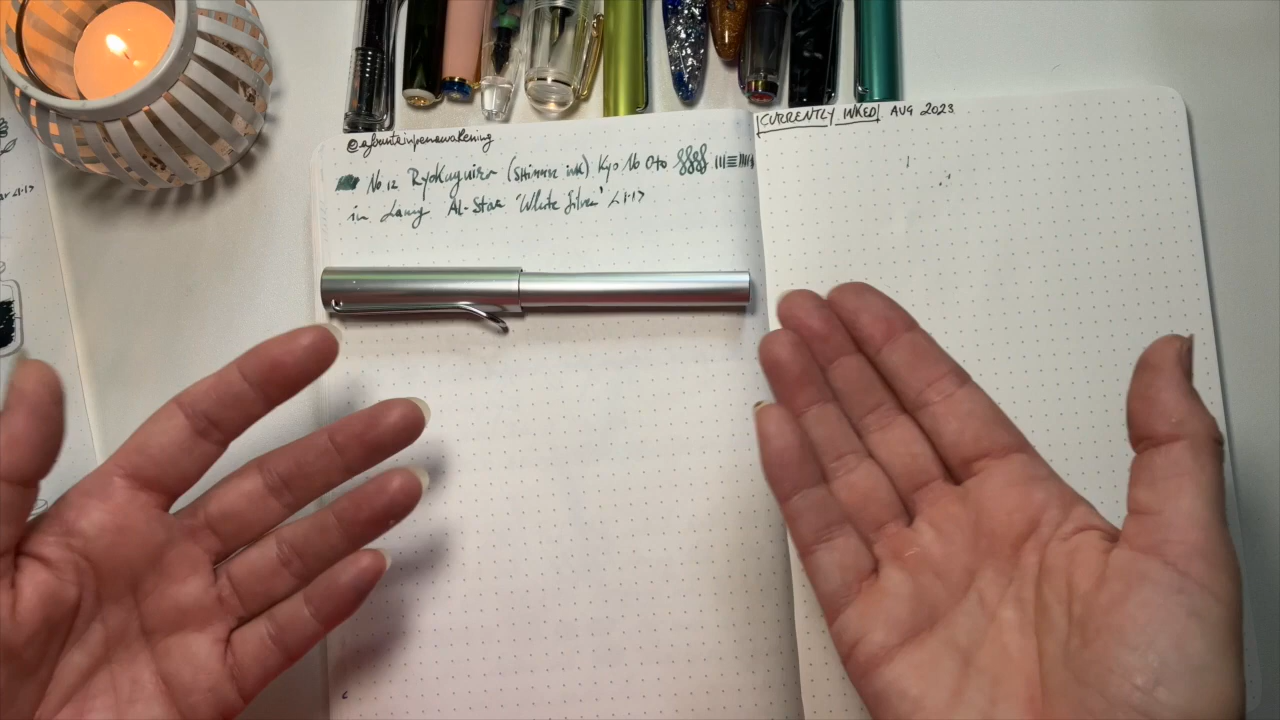 @afountainpenawakening
No 12 Ryokuguisu (Shimmer ink) Kyo No Oto
in Lamy Al-Star 'White Silver' <1.1>
CURRENTLY INKED AUG 2023